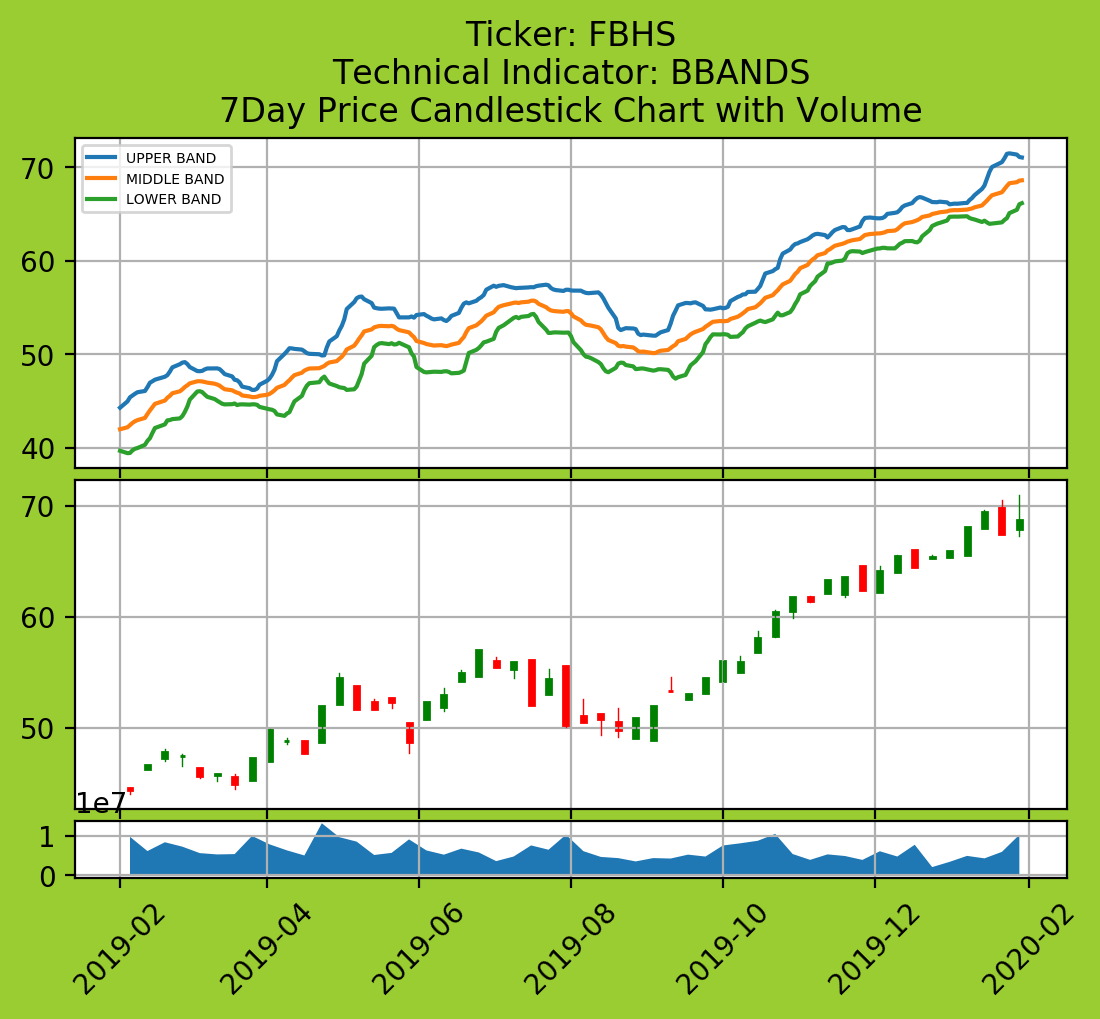 Ticker: FBHS
Technical Indicator: BBANDS
7Day Price Candlestick Chart with Volume
UPPER BAND
MIDDLE BAND
LOWER BAND
70
60
50
40
70
60
50
1e7
1
0
2019-02
2019-04
2019-06
2019-08
2019-10
2019-12
2020-02